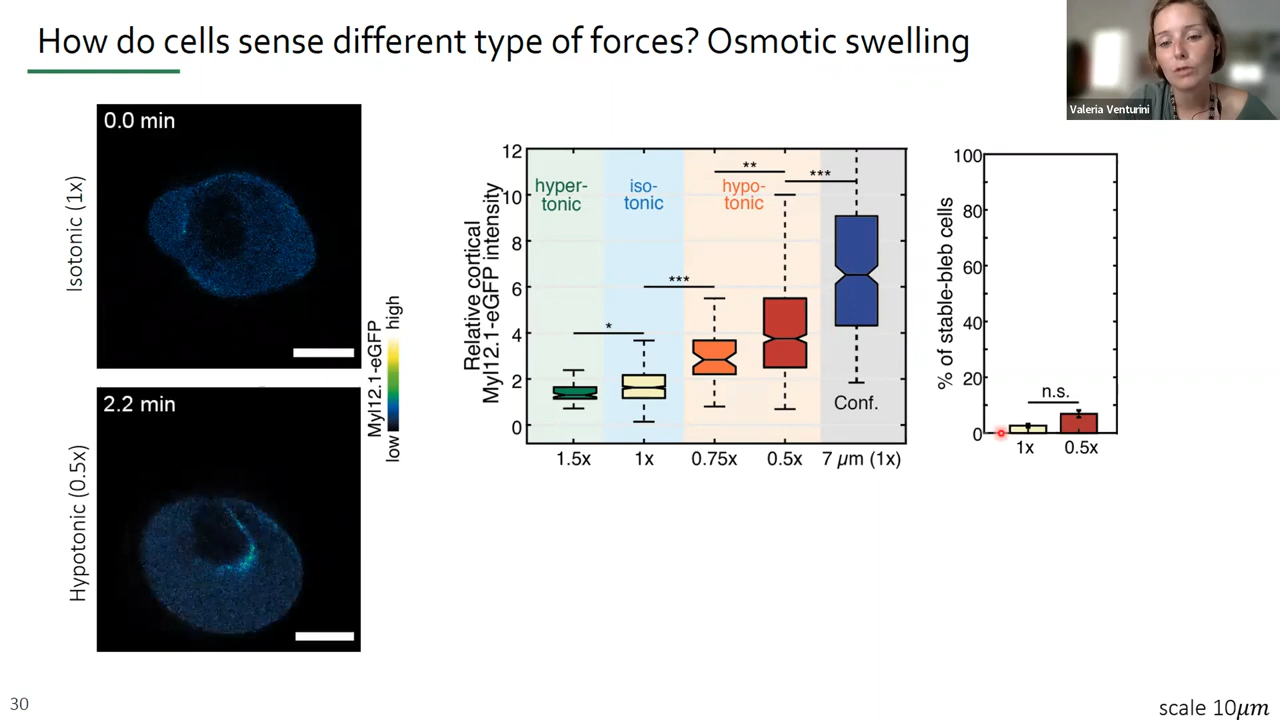 How do cells sense different type of forces? Osmotic swelling
Valeria Venturini
0.0 min
Isotonic (1x)
2.2 min
Hypotonic (0.5x)
Myl12.1-eGFP
low
high
Relative cortical
Myl12.1-eGFP intensity
12
10
8
6
4
2
0
hyper-
tonic
iso-
tonic
hypo-
tonic
*
***
**
***
Conf.
1.5x
1x
0.75x
0.5x
7 µm (1x)
% of stable-bleb cells
100
80
60
40
20
0
n.s.
1x
0.5x
30
scale 10𝜇𝑚